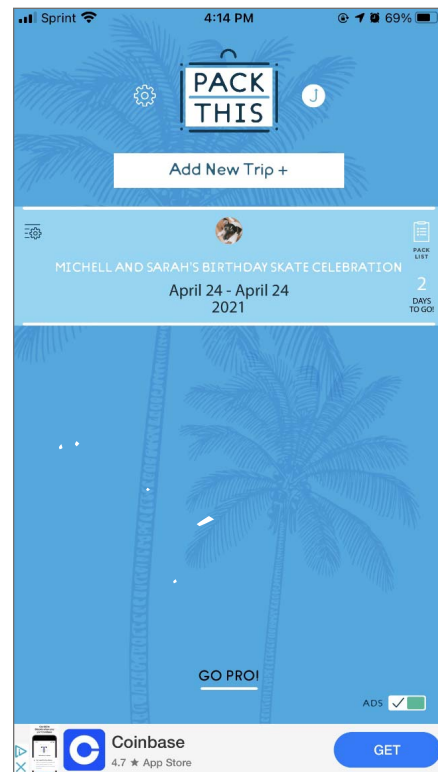 Sprint 4:14 PM 69%
PACK
THIS
J
Add New Trip +
PACK
LIST
MICHELL AND SARAH'S BIRTHDAY SKATE CELEBRATION
2
April 24 - April 24
2021
DAYS
TO GO!
GO PRO!
ADS
Coinbase
4.7 ★ App Store
GET